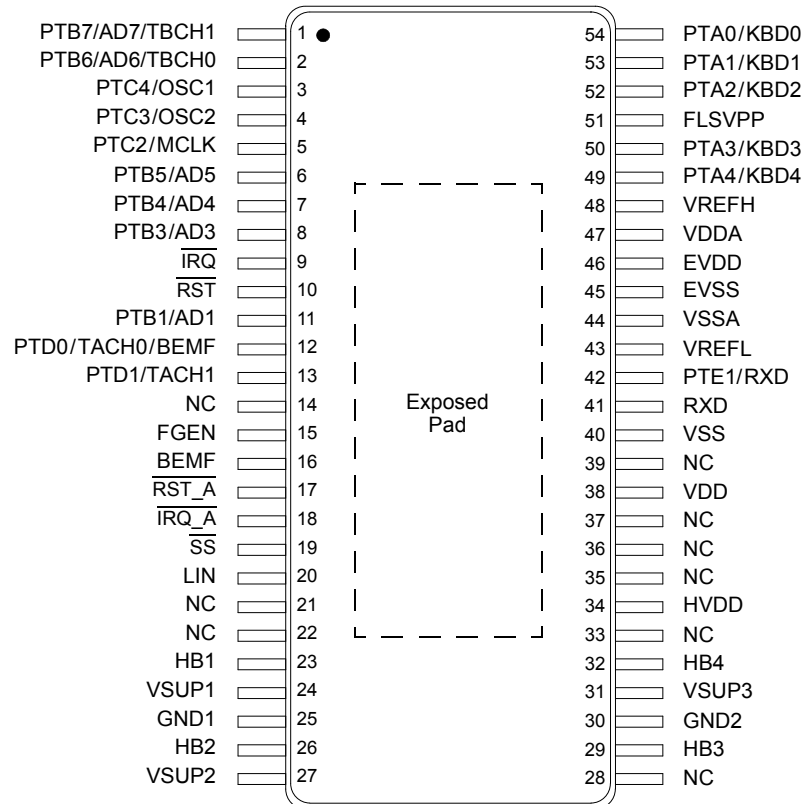 PTB7/AD7/TBCH1 1 54 PTA0/KBD0
PTB6/AD6/TBCH0 2 53 PTA1/KBD1
PTC4/OSC1 3 52 PTA2/KBD2
PTC3/OSC2 4 51 FLSVPP
PTC2/MCLK 5 50 PTA3/KBD3
PTB5/AD5 6 49 PTA4/KBD4
PTB4/AD4 7 48 VREFH
PTB3/AD3 8 47 VDDA
IRQ 9 46 EVDD
RST 10 45 EVSS
PTB1/AD1 11 44 VSSA
PTD0/TACH0/BEMF 12 43 VREFL
PTD1/TACH1 13 42 PTE1/RXD
NC 14 41 RXD
FGEN 15 40 VSS
BEMF 16 39 NC
RST_A 17 38 VDD
IRQ_A 18 37 NC
SS 19 36 NC
LIN 20 35 NC
NC 21 34 HVDD
NC 22 33 NC
HB1 23 32 HB4
VSUP1 24 31 VSUP3
GND1 25 30 GND2
HB2 26 29 HB3
VSUP2 27 28 NC
Exposed
Pad